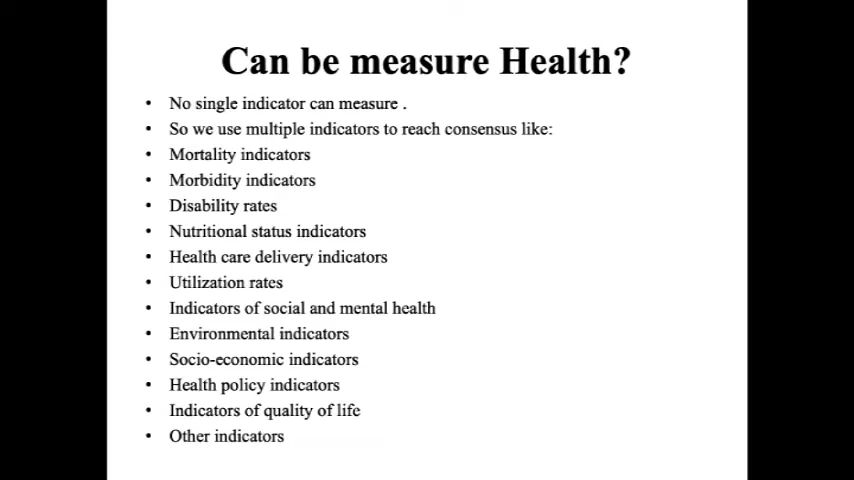 Can be measure Health?
• No single indicator can measure .
• So we use multiple indicators to reach consensus like:
• Mortality indicators
• Morbidity indicators
• Disability rates
• Nutritional status indicators
• Health care delivery indicators
• Utilization rates
• Indicators of social and mental health
• Environmental indicators
• Socio-economic indicators
• Health policy indicators
• Indicators of quality of life
• Other indicators